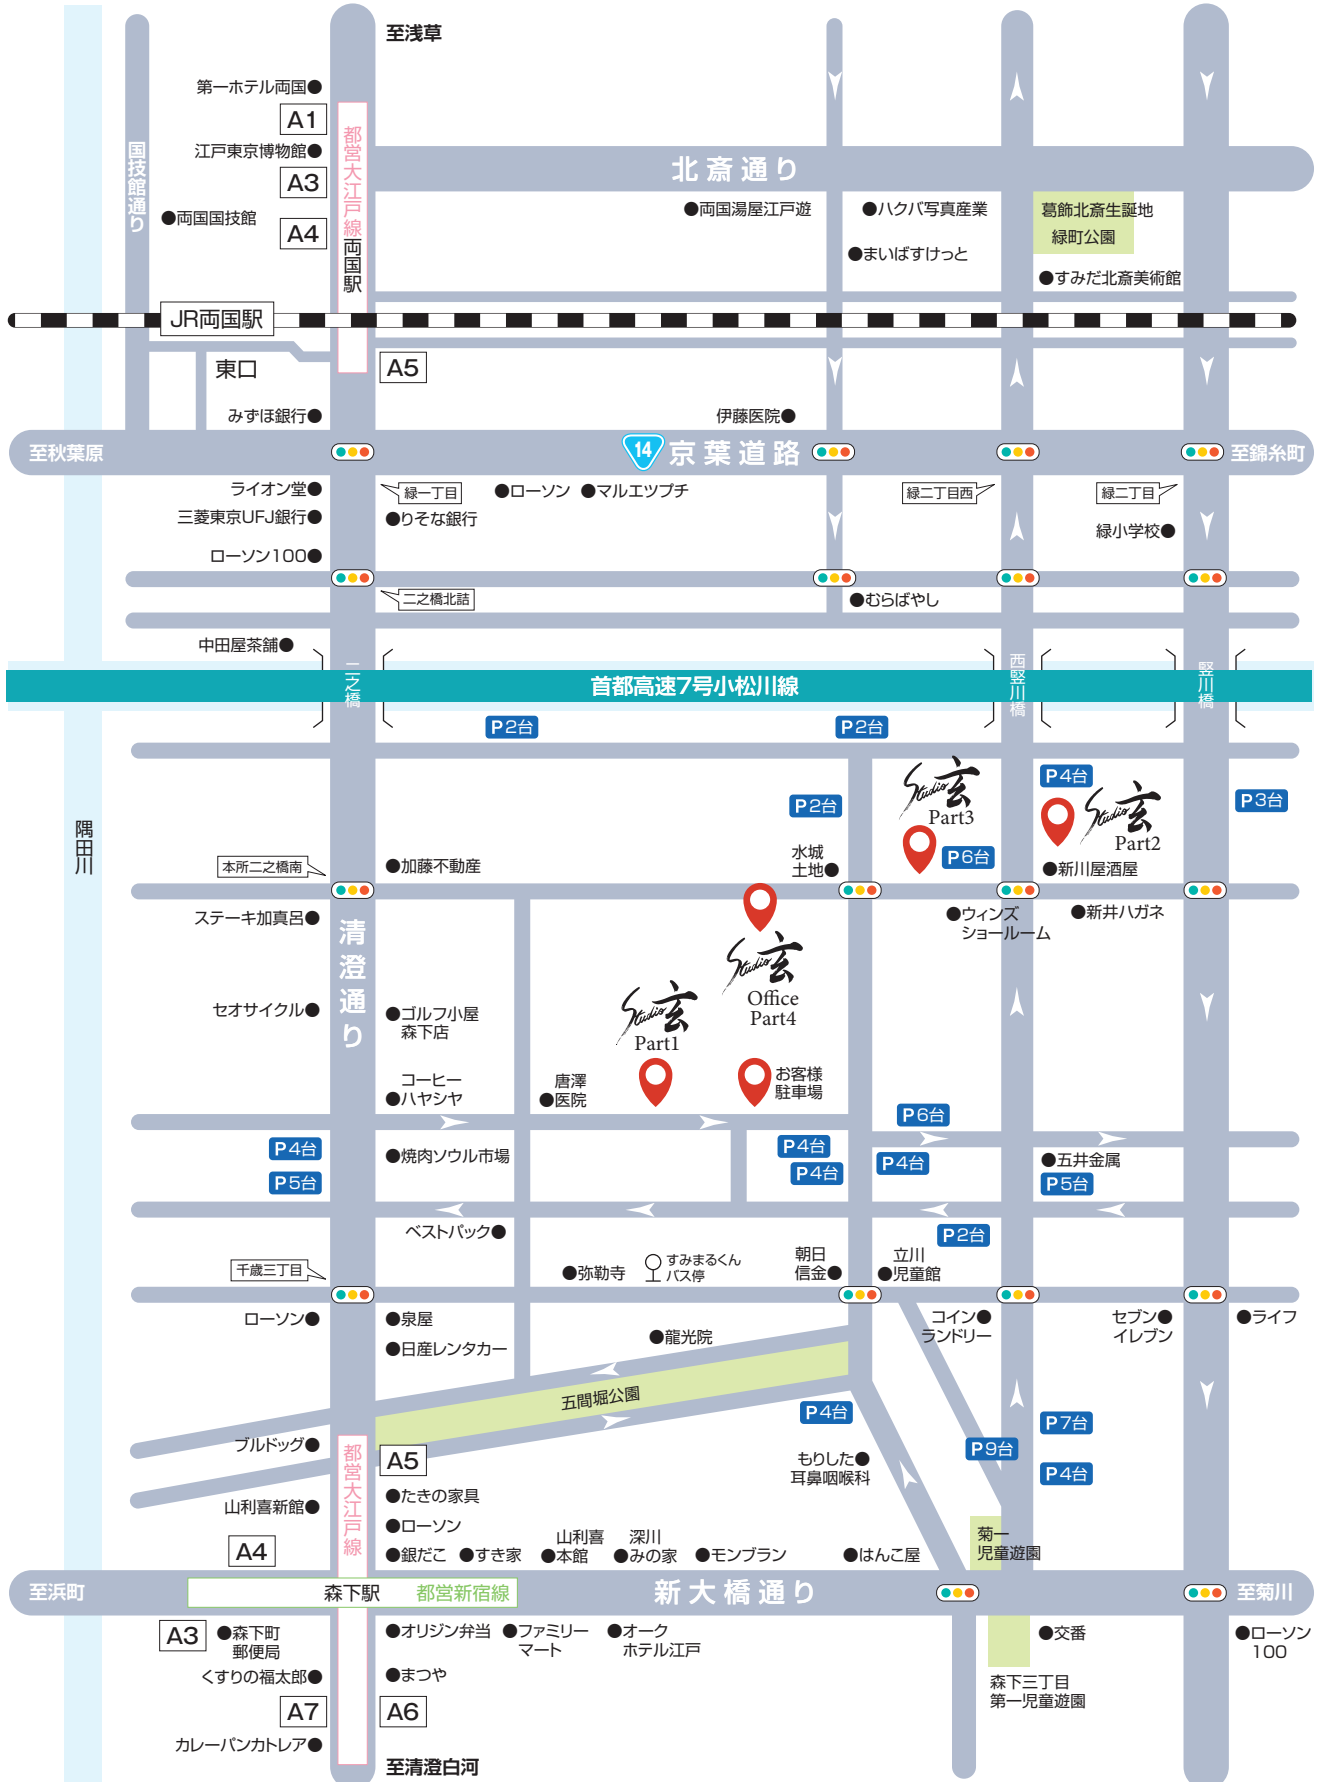 至浅草
第一ホテル両国
A1
江戸東京博物館
A3
両国国技館
A4
国技館通り
都営大江戸線
両国駅
北斎通り
両国湯屋江戸遊
ハクバ写真産業
まいばすけっと
葛飾北斎生誕地
緑町公園
すみだ北斎美術館
JR両国駅
東口
A5
みずほ銀行
伊藤医院
至秋葉原
14
京葉道路
至錦糸町
ライオン堂
緑一丁目
ローソン
マルエツプチ
緑二丁目西
緑二丁目
三菱東京UFJ銀行
りそな銀行
緑小学校
ローソン100
二之橋北詰
むらばやし
中田屋茶舗
二之橋
首都高速7号小松川線
西竪川橋
竪川橋
P2台
P2台
P2台
Studio玄
Part3
P4台
Studio玄
Part2
P3台
隅田川
本所二之橋南
加藤不動産
水城
土地
P6台
新川屋酒屋
ステーキ加真呂
清澄通り
ウィンズ
ショールーム
新井ハガネ
Studio玄
Office
Part4
セオサイクル
ゴルフ小屋
森下店
Studio玄
Part1
コーヒー
ハヤシヤ
唐澤
医院
お客様
駐車場
P6台
P4台
焼肉ソウル市場
P4台
P4台
P4台
五井金属
P5台
P5台
ベストパック
P2台
千歳三丁目
弥勒寺
すみまるくん
バス停
朝日
信金
立川
児童館
ローソン
泉屋
日産レンタカー
龍光院
コイン
ランドリー
セブン
イレブン
ライフ
五間堀公園
P4台
P7台
ブルドッグ
都営大江戸線
A5
もりした
耳鼻咽喉科
P9台
P4台
たきの家具
山利喜新館
ローソン
A4
銀だこ
すき家
山利喜
本館
深川
みの家
モンブラン
はんこ屋
菊一
児童遊園
至浜町
森下駅
都営新宿線
新大橋通り
至菊川
A3
森下町
郵便局
オリジン弁当
ファミリー
マート
オーク
ホテル江戸
交番
ローソン
100
くすりの福太郎
まつや
森下三丁目
第一児童遊園
A7
A6
カレーパンカトレア
至清澄白河